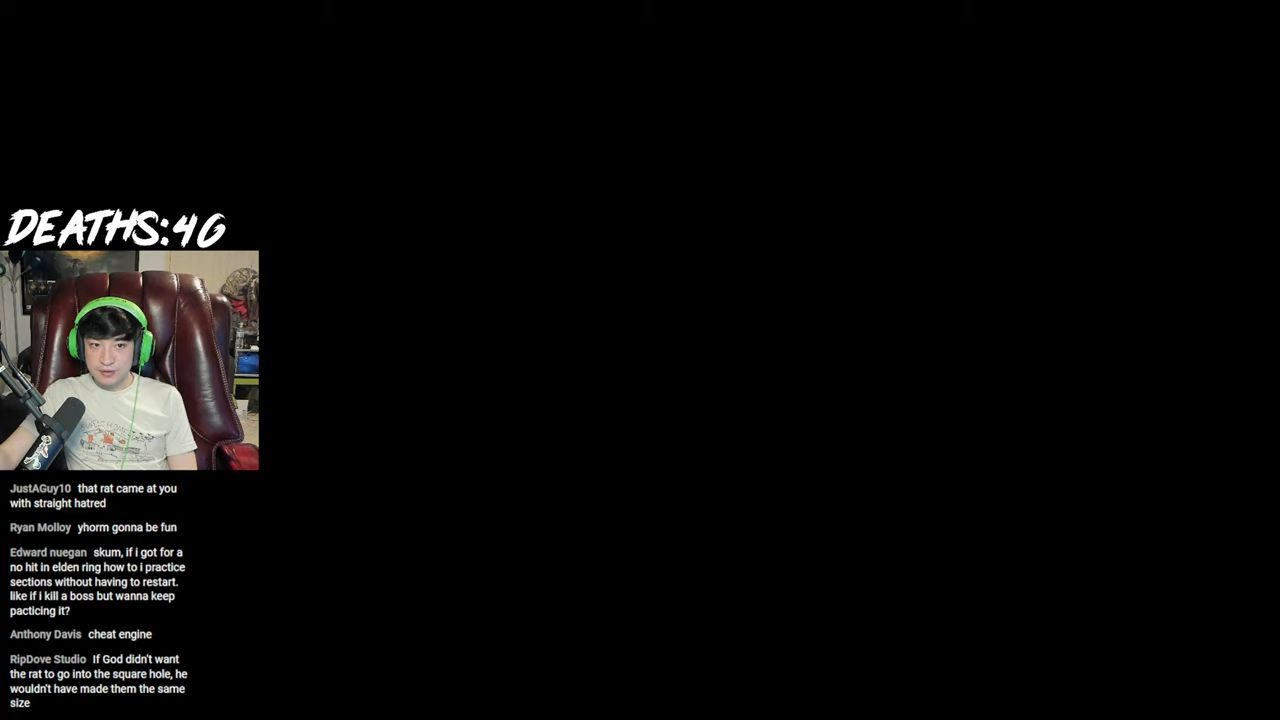 DEATHS:46
JustAGuy10 that rat came at you
with straight hatred
Ryan Molloy yhorm gonna be fun
Edward nuegan skum, if i got for a
no hit in elden ring how to i practice
sections without having to restart.
like if i kill a boss but wanna keep
pacticing it?
Anthony Davis cheat engine
RipDove Studio If God didn't want
the rat to go into the square hole, he
wouldn't have made them the same
size